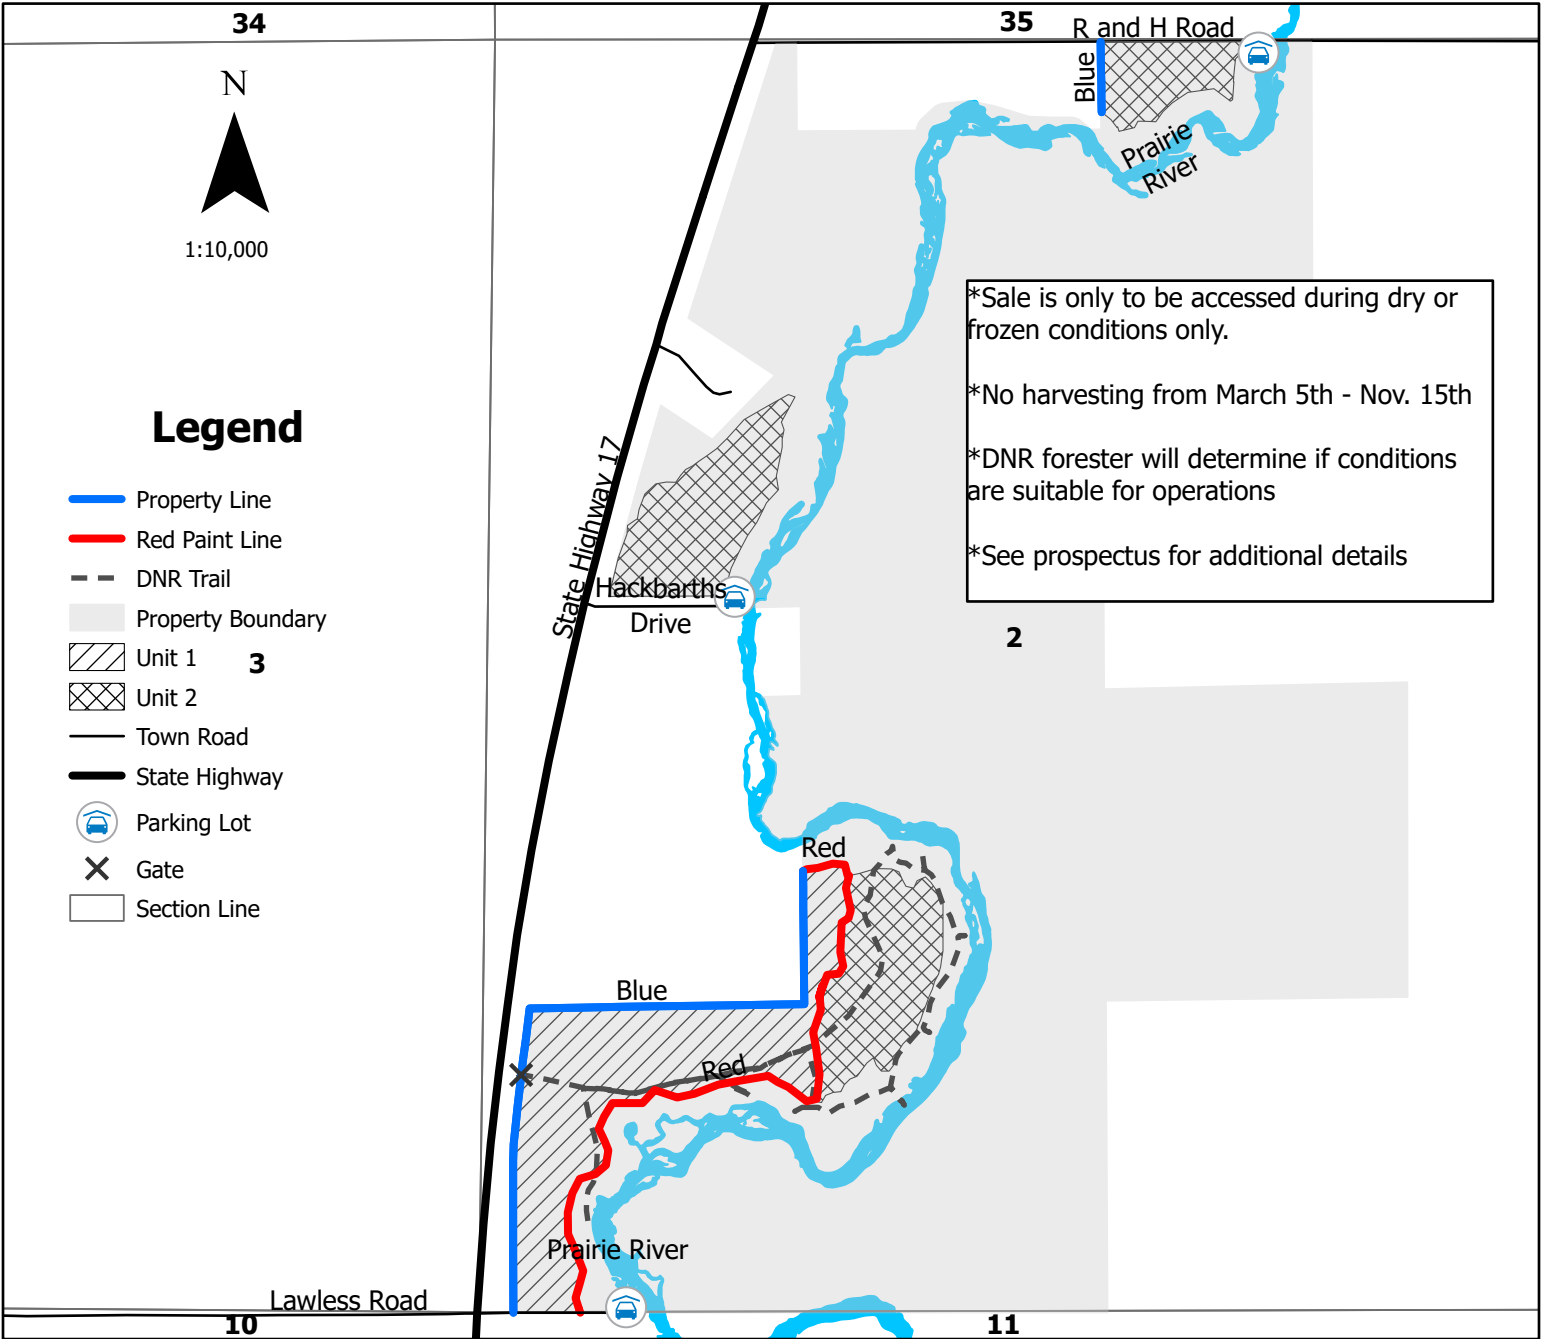 34
35
R and H Road
N
Blue
Prairie
River
1:10,000
*Sale is only to be accessed during dry or
frozen conditions only.
*No harvesting from March 5th - Nov. 15th
*DNR forester will determine if conditions
are suitable for operations
*See prospectus for additional details
Legend
Property Line
Red Paint Line
DNR Trail
Property Boundary
Unit 1
3
Unit 2
Town Road
State Highway
Parking Lot
Gate
Section Line
State Highway 17
Hackbarths
Drive
2
Red
Blue
Red
Prairie River
Lawless Road
10
11